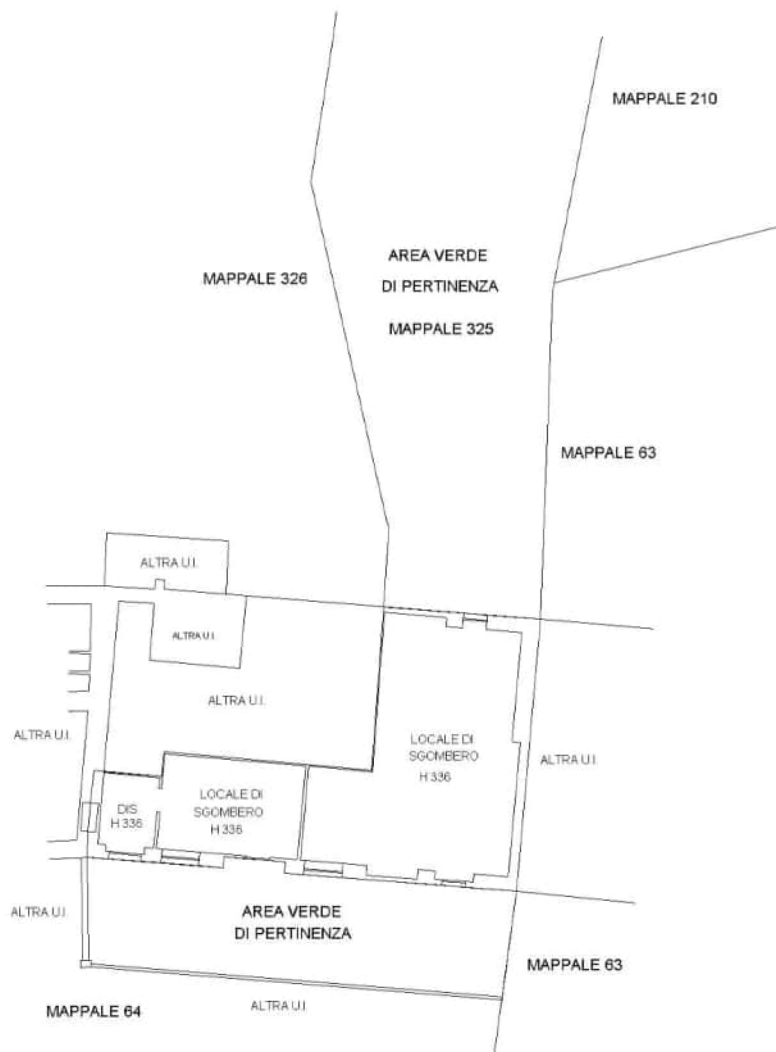 MAPPALE 210
AREA VERDE
DI PERTINENZA
MAPPALE 326
MAPPALE 325
MAPPALE 63
ALTRA U.I.
ALTRA U.I.
ALTRA U.I.
ALTRA U.I.
LOCALE DI
SGOMBERO
H 336
ALTRA U.I.
DIS
H 336
LOCALE DI
SGOMBERO
H 336
ALTRA U.I.
AREA VERDE
DI PERTINENZA
MAPPALE 63
MAPPALE 64
ALTRA U.I.